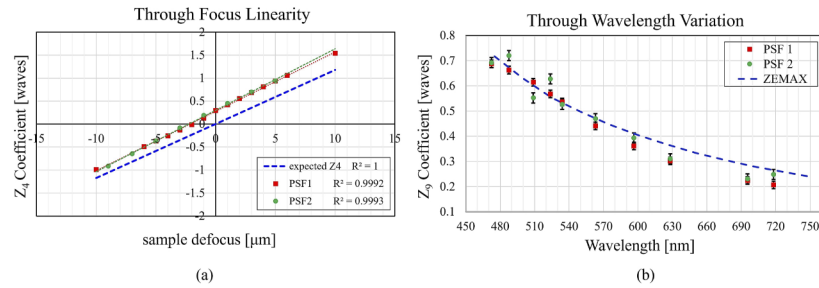 Through Focus Linearity
Z4 Coefficient [waves]
2
1.5
1
0.5
0
-0.5
-1
-1.5
-2
-15
-10
-5
0
5
10
15
expected Z4 R² = 1
PSF1 R² = 0.9992
PSF2 R² = 0.9993
sample defocus [µm]
(a)
Through Wavelength Variation
Z9 Coefficient [waves]
0.8
0.7
0.6
0.5
0.4
0.3
0.2
0.1
PSF 1
PSF 2
ZEMAX
450 480 510 540 570 600 630 660 690 720 750
Wavelength [nm]
(b)